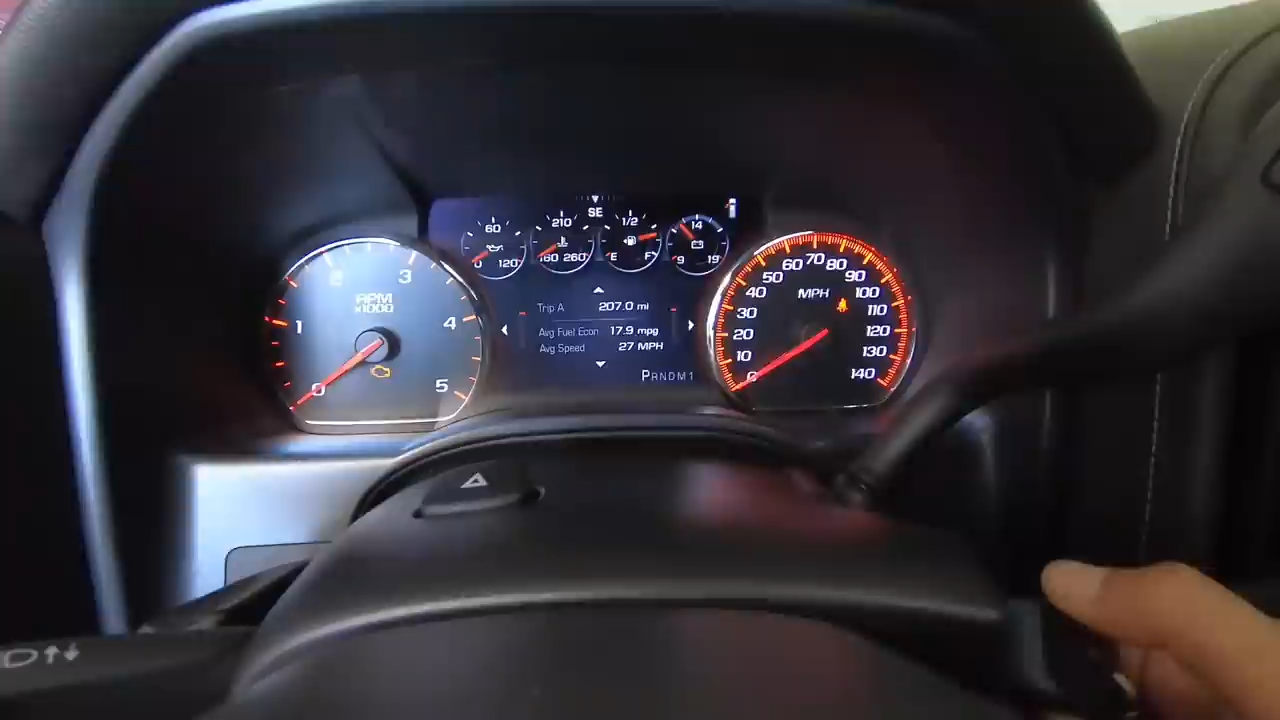 SE
60
0 120
210
160 260
1/2
E F
14
9 19
RPM
x1000
0 1 2 3 4 5
MPH
0 10 20 30 40 50 60 70 80 90 100 110 120 130 140
Trip A 207.0 mi
Avg Fuel Econ 17.9 mpg
Avg Speed 27 MPH
PRNDM1